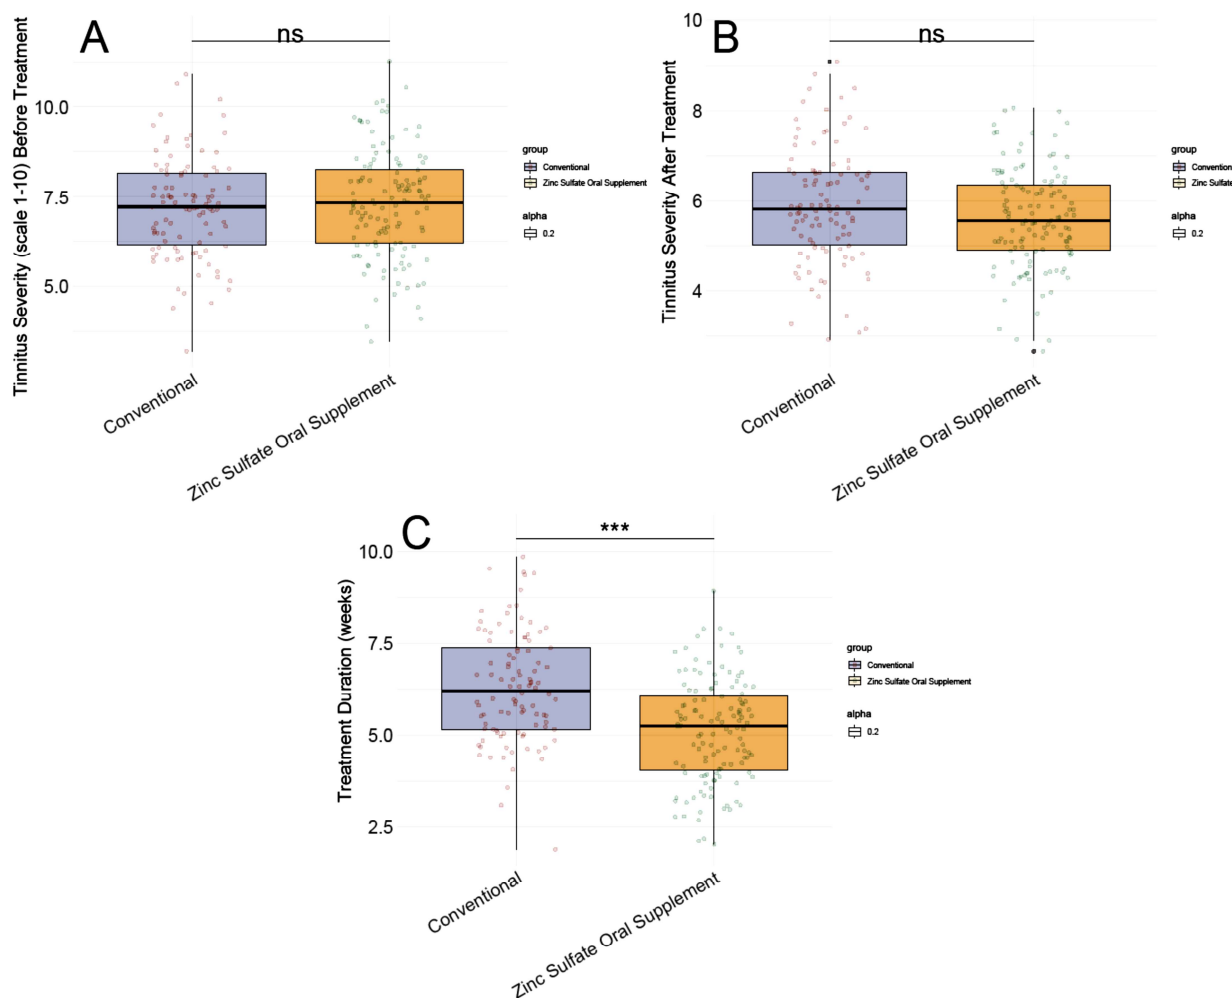 A
ns
Tinnitus Severity (scale 1-10) Before Treatment
10.0
7.5
5.0
Conventional
Zinc Sulfate Oral Supplement
group
Conventional
Zinc Sulfate Oral Supplement
alpha
0.2
B
ns
Tinnitus Severity After Treatment
10
8
6
4
Conventional
Zinc Sulfate Oral Supplement
group
Convention
Zinc Sulfate
alpha
0.2
C
***
Treatment Duration (weeks)
10.0
7.5
5.0
2.5
Conventional
Zinc Sulfate Oral Supplement
group
Conventional
Zinc Sulfate Oral Supplement
alpha
0.2